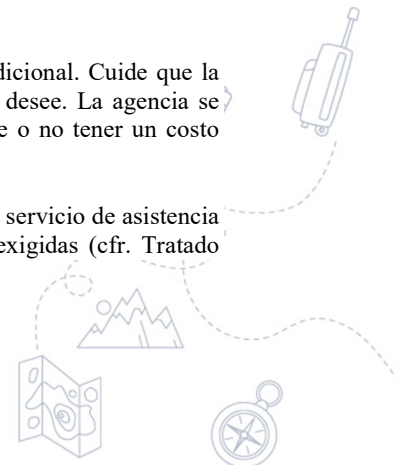 dicional. Cuide que la
desee. La agencia se
e o no tener un costo
servicio de asistencia
exigidas (cfr. Tratado